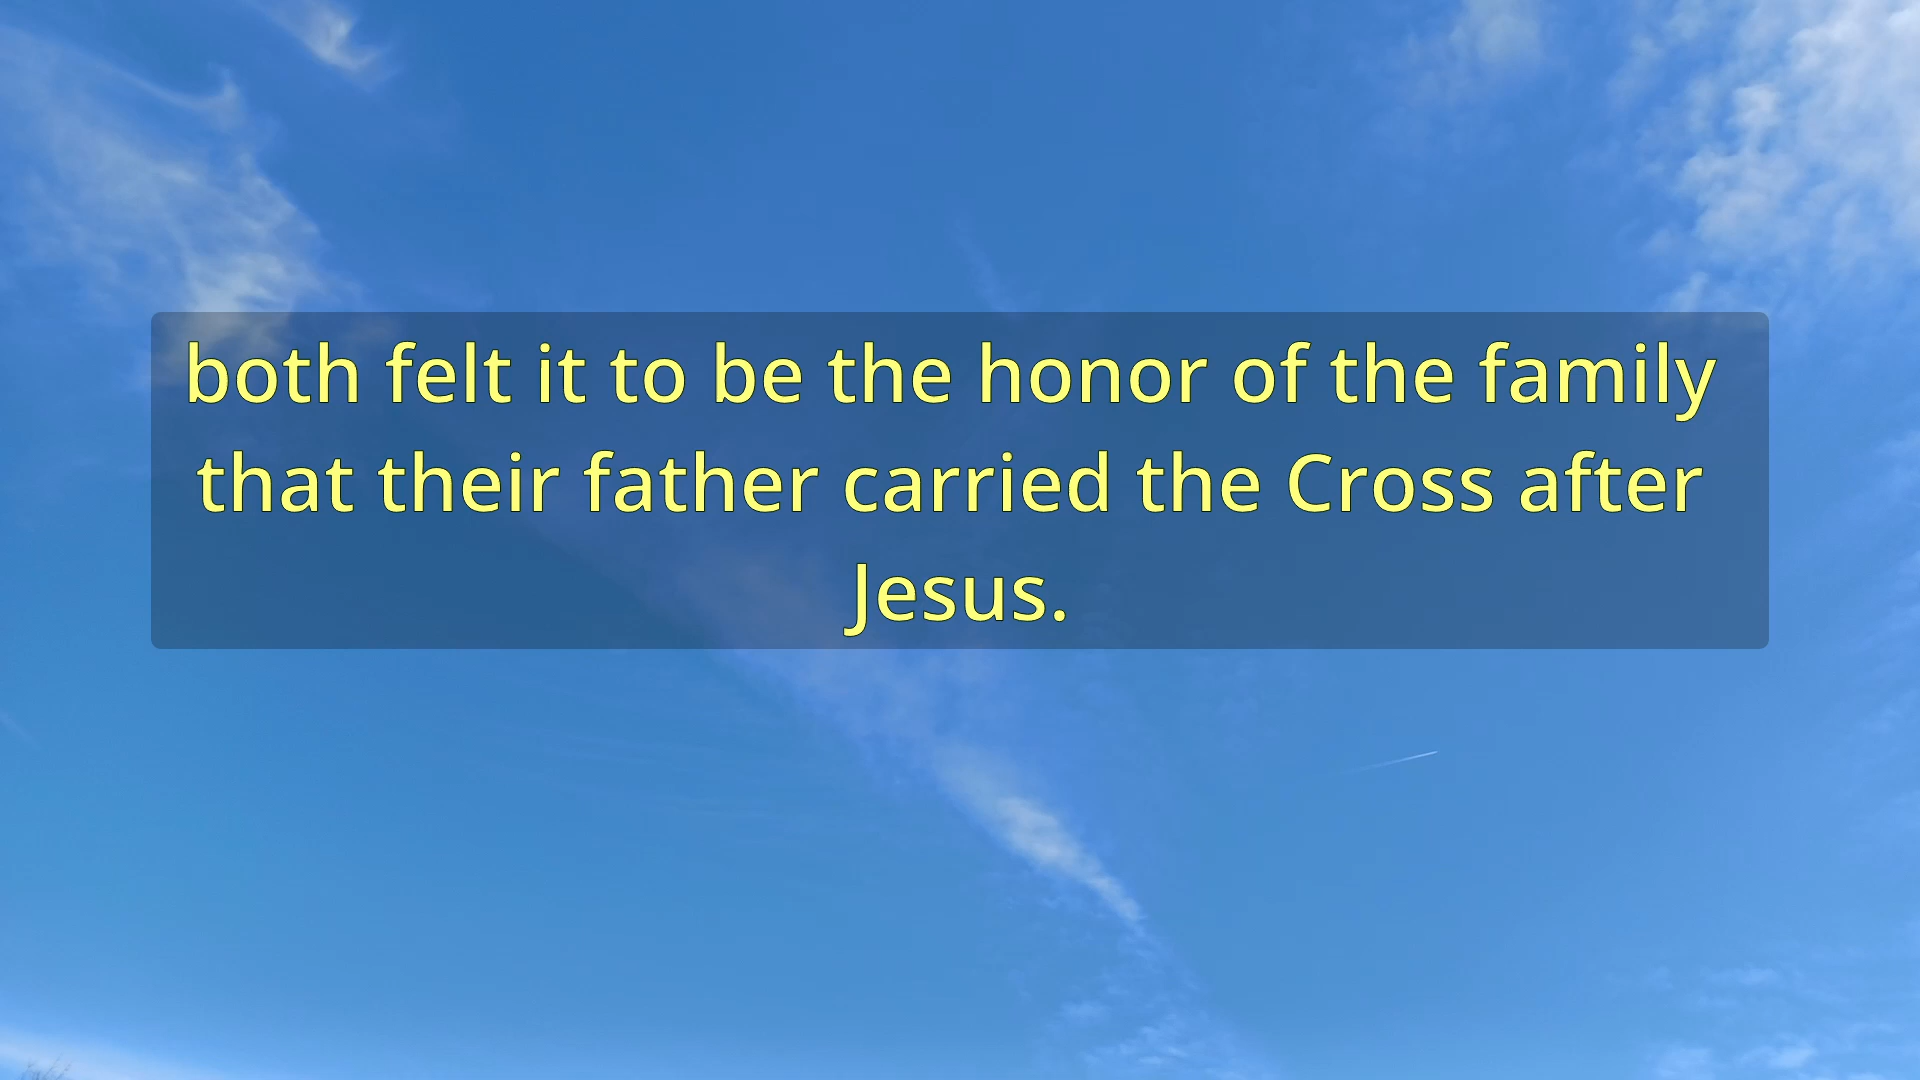 both felt it to be the honor of the family
that their father carried the Cross after
Jesus.